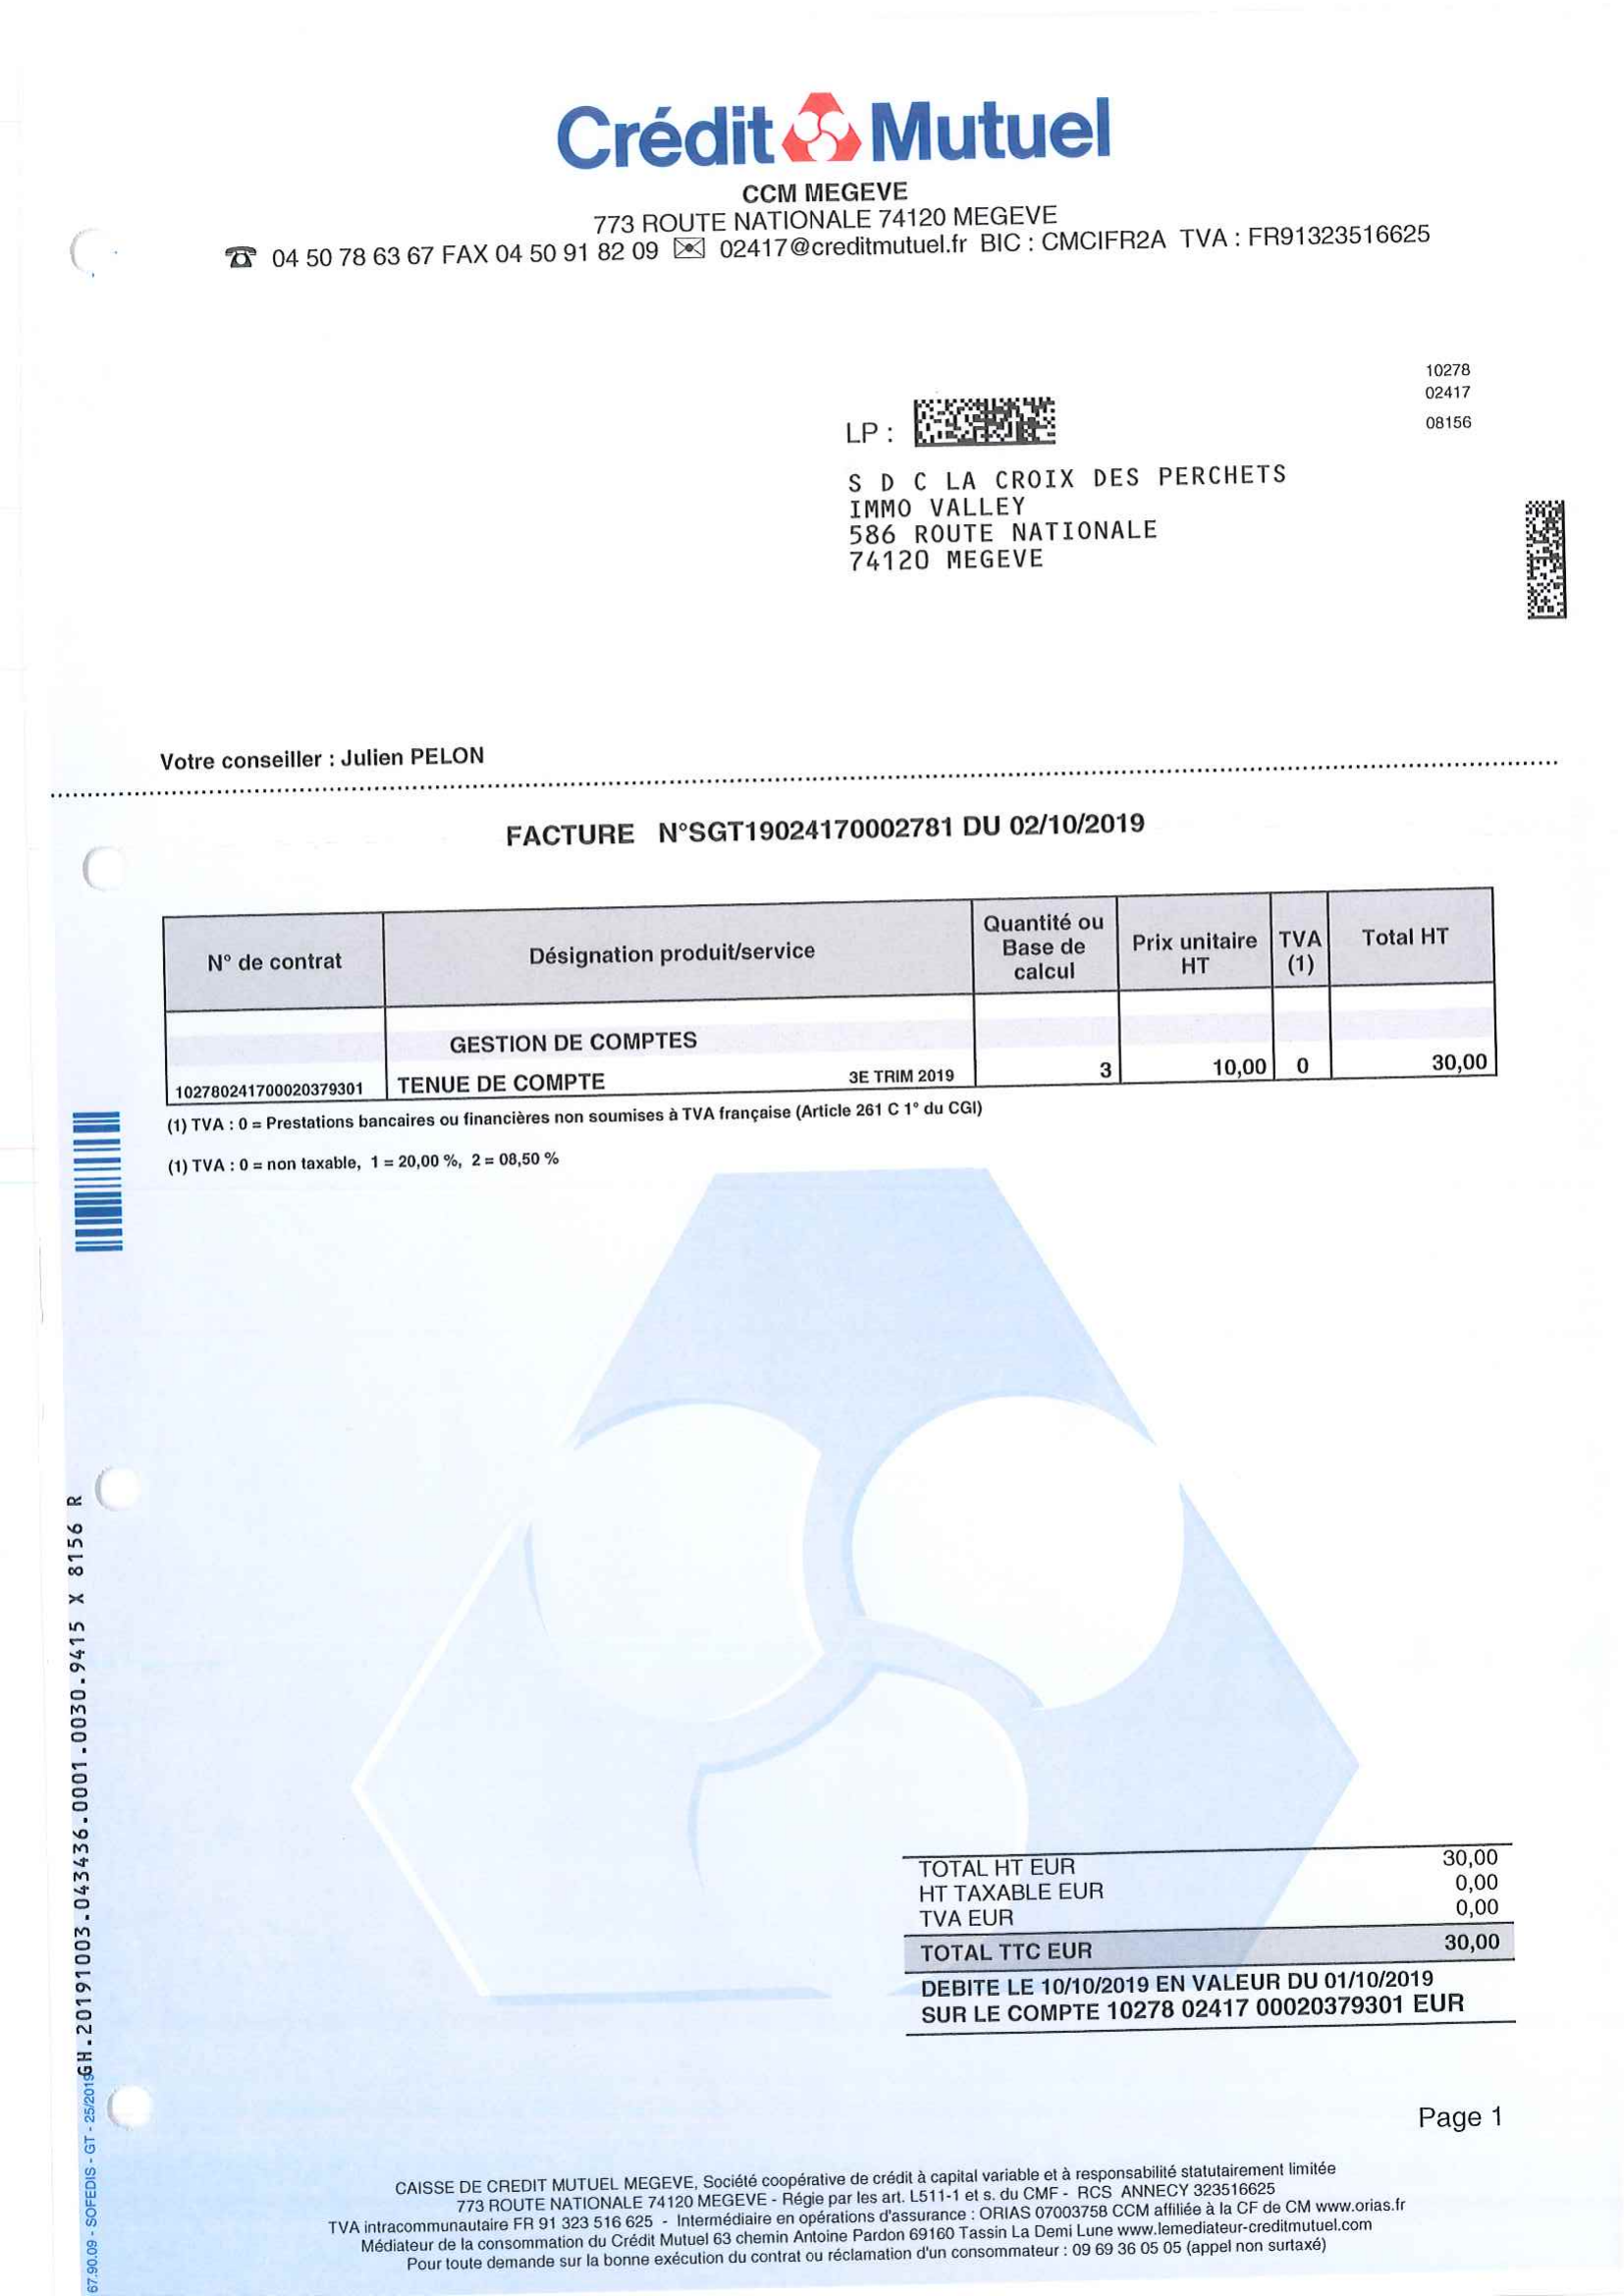 Crédit Mutuel
CCM MEGEVE
773 ROUTE NATIONALE 74120 MEGEVE
04 50 78 63 67 FAX 04 50 91 82 09 02417@creditmutuel.fr BIC : CMCIFR2A TVA : FR91323516625
10278
02417
08156
LP :
S D C LA CROIX DES PERCHETS
IMMO VALLEY
586 ROUTE NATIONALE
74120 MEGEVE
Votre conseiller : Julien PELON
FACTURE N°SGT19024170002781 DU 02/10/2019
N° de contrat Désignation produit/service Quantité ou Base de calcul Prix unitaire HT TVA (1) Total HT
GESTION DE COMPTES
102780241700020379301 TENUE DE COMPTE 3E TRIM 2019 3 10,00 0 30,00
(1) TVA : 0 = Prestations bancaires ou financières non soumises à TVA française (Article 261 C 1° du CGI)
(1) TVA : 0 = non taxable, 1 = 20,00 %, 2 = 08,50 %
TOTAL HT EUR 30,00
HT TAXABLE EUR 0,00
TVA EUR 0,00
TOTAL TTC EUR 30,00
DEBITE LE 10/10/2019 EN VALEUR DU 01/10/2019
SUR LE COMPTE 10278 02417 00020379301 EUR
GH.20191003.043436.0001.0030.9415 X 8156 R
67.90.09 - SOFEDIS - GT - 25/2019
Page 1
CAISSE DE CREDIT MUTUEL MEGEVE, Société coopérative de crédit à capital variable et à responsabilité statutairement limitée
773 ROUTE NATIONALE 74120 MEGEVE - Régie par les art. L511-1 et s. du CMF - RCS ANNECY 323516625
TVA intracommunautaire FR 91 323 516 625 - Intermédiaire en opérations d'assurance : ORIAS 07003758 CCM affiliée à la CF de CM www.orias.fr
Médiateur de la consommation du Crédit Mutuel 63 chemin Antoine Pardon 69160 Tassin La Demi Lune www.lemediateur-creditmutuel.com
Pour toute demande sur la bonne exécution du contrat ou réclamation d'un consommateur : 09 69 36 05 05 (appel non surtaxé)